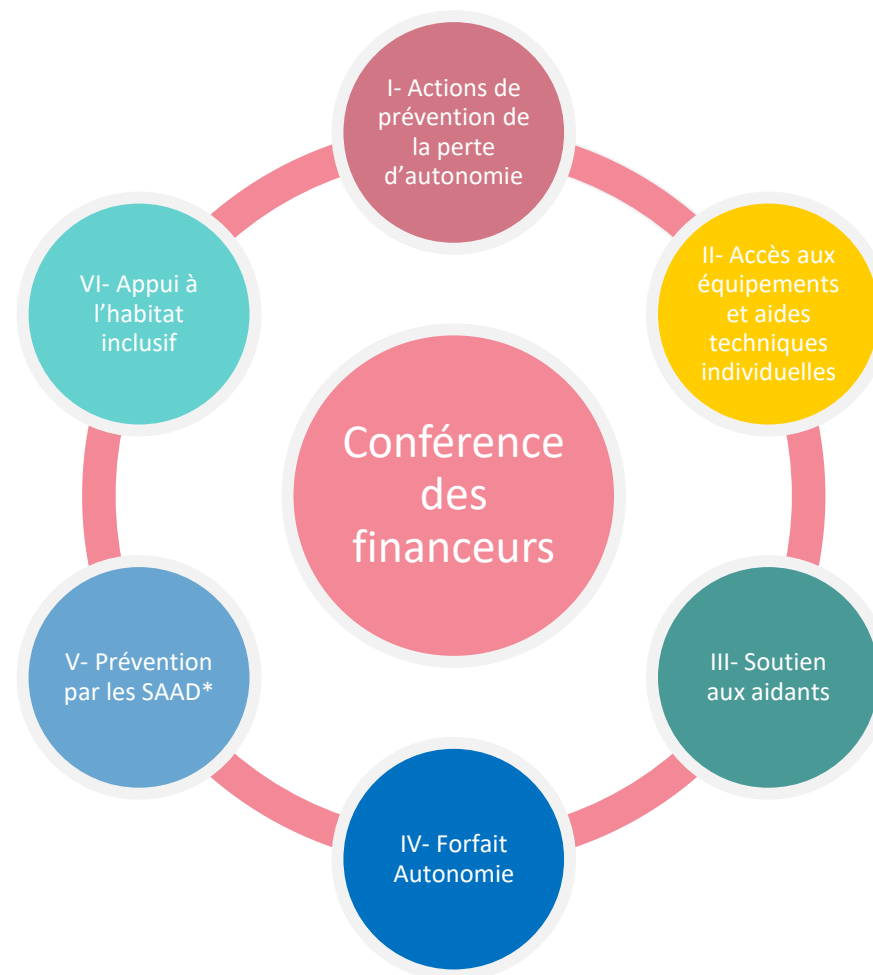 I- Actions de
prévention de
la perte
d’autonomie
II- Accès aux
équipements
et aides
techniques
individuelles
VI- Appui à
l’habitat
inclusif
Conférence
des
financeurs
III- Soutien
aux aidants
V- Prévention
par les SAAD*
IV- Forfait
Autonomie